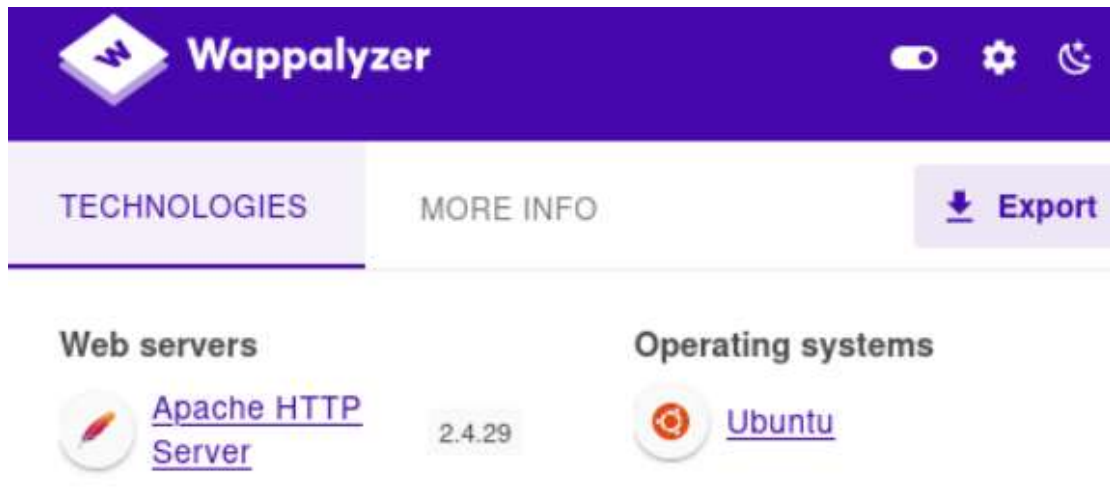 Wappalyzer
TECHNOLOGIES
MORE INFO
Export
Web servers
Apache HTTP
Server
2.4.29
Operating systems
Ubuntu